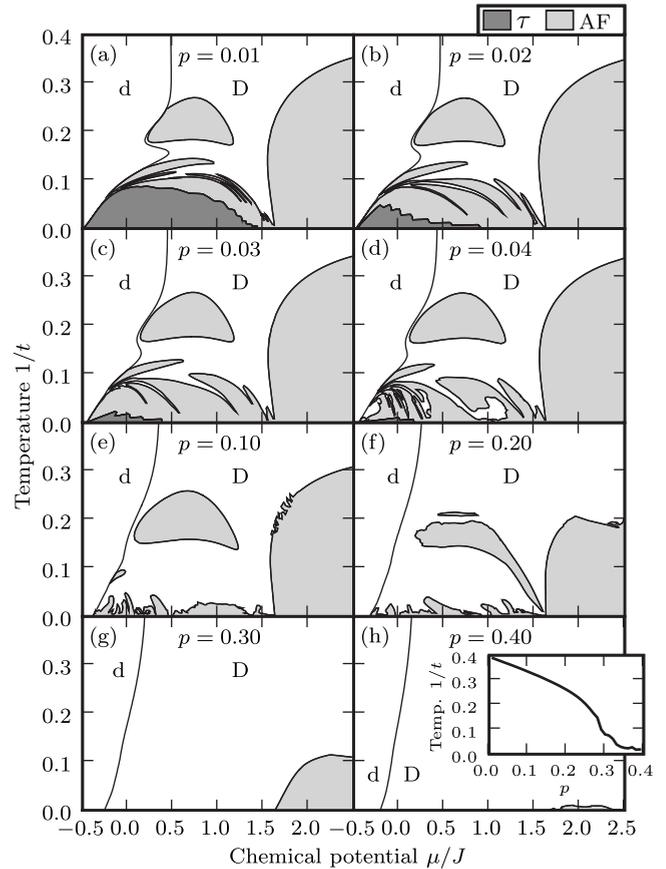 τ AF
0.4 (a) p = 0.01 (b) p = 0.02
0.3 d D d D
0.2
0.1
0.0
(c) p = 0.03 (d) p = 0.04
0.3 d D d D
0.2
0.1
0.0
(e) p = 0.10 (f) p = 0.20
0.3 d D d D
0.2
0.1
0.0
(g) p = 0.30 (h) p = 0.40
0.3 d D
0.2
0.1 d D
0.0
−0.5 0.0 0.5 1.0 1.5 2.0 −0.5 0.0 0.5 1.0 1.5 2.0 2.5
Temperature 1/t
Chemical potential μ/J
Temp. 1/t
0.4
0.3
0.2
0.1
0.0
0.0 0.1 0.2 0.3 0.4
p